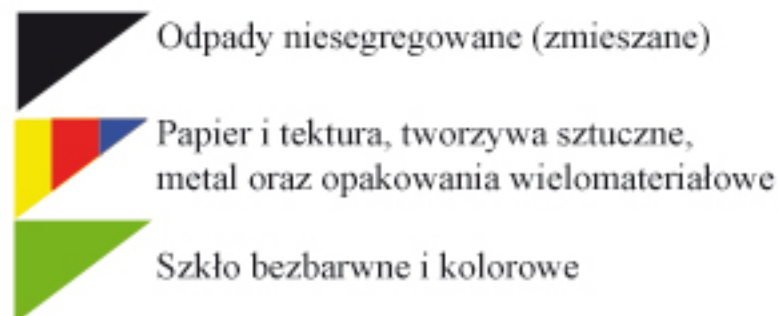 Odpady niesegregowane (zmieszane)
Papier i tektura, tworzywa sztuczne,
metal oraz opakowania wielomateriałowe
Szkło bezbarwne i kolorowe